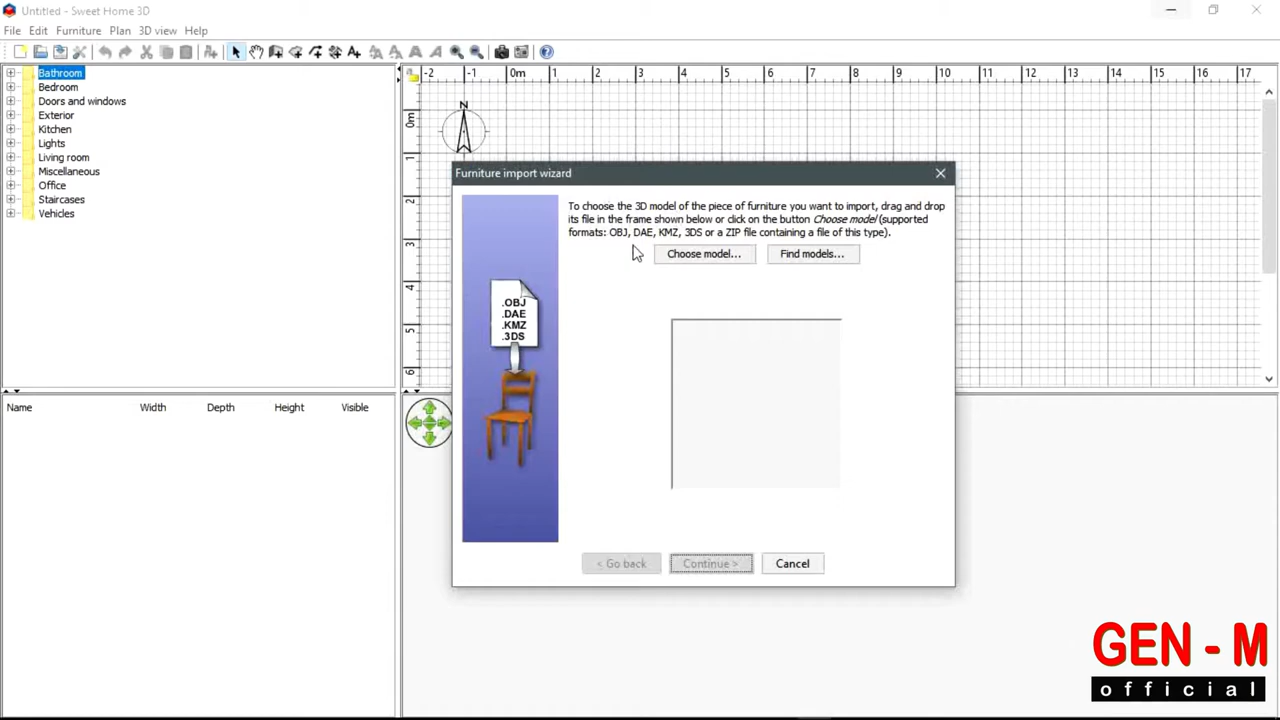 Untitled - Sweet Home 3D
File Edit Furniture Plan 3D view Help
Bathroom
Bedroom
Doors and windows
Exterior
Kitchen
Lights
Living room
Miscellaneous
Office
Staircases
Vehicles
-2 -1 0m 1 2 3 4 5 6 7 8 9 10 11 12 13 14 15 16 17
0m
1
2
3
4
5
6
N
Furniture import wizard
To choose the 3D model of the piece of furniture you want to import, drag and drop
its file in the frame shown below or click on the button Choose model (supported
formats: OBJ, DAE, KMZ, 3DS or a ZIP file containing a file of this type).
Choose model... Find models...
.OBJ
.DAE
.KMZ
.3DS
< Go back Continue > Cancel
Name Width Depth Height Visible
GEN - M
official